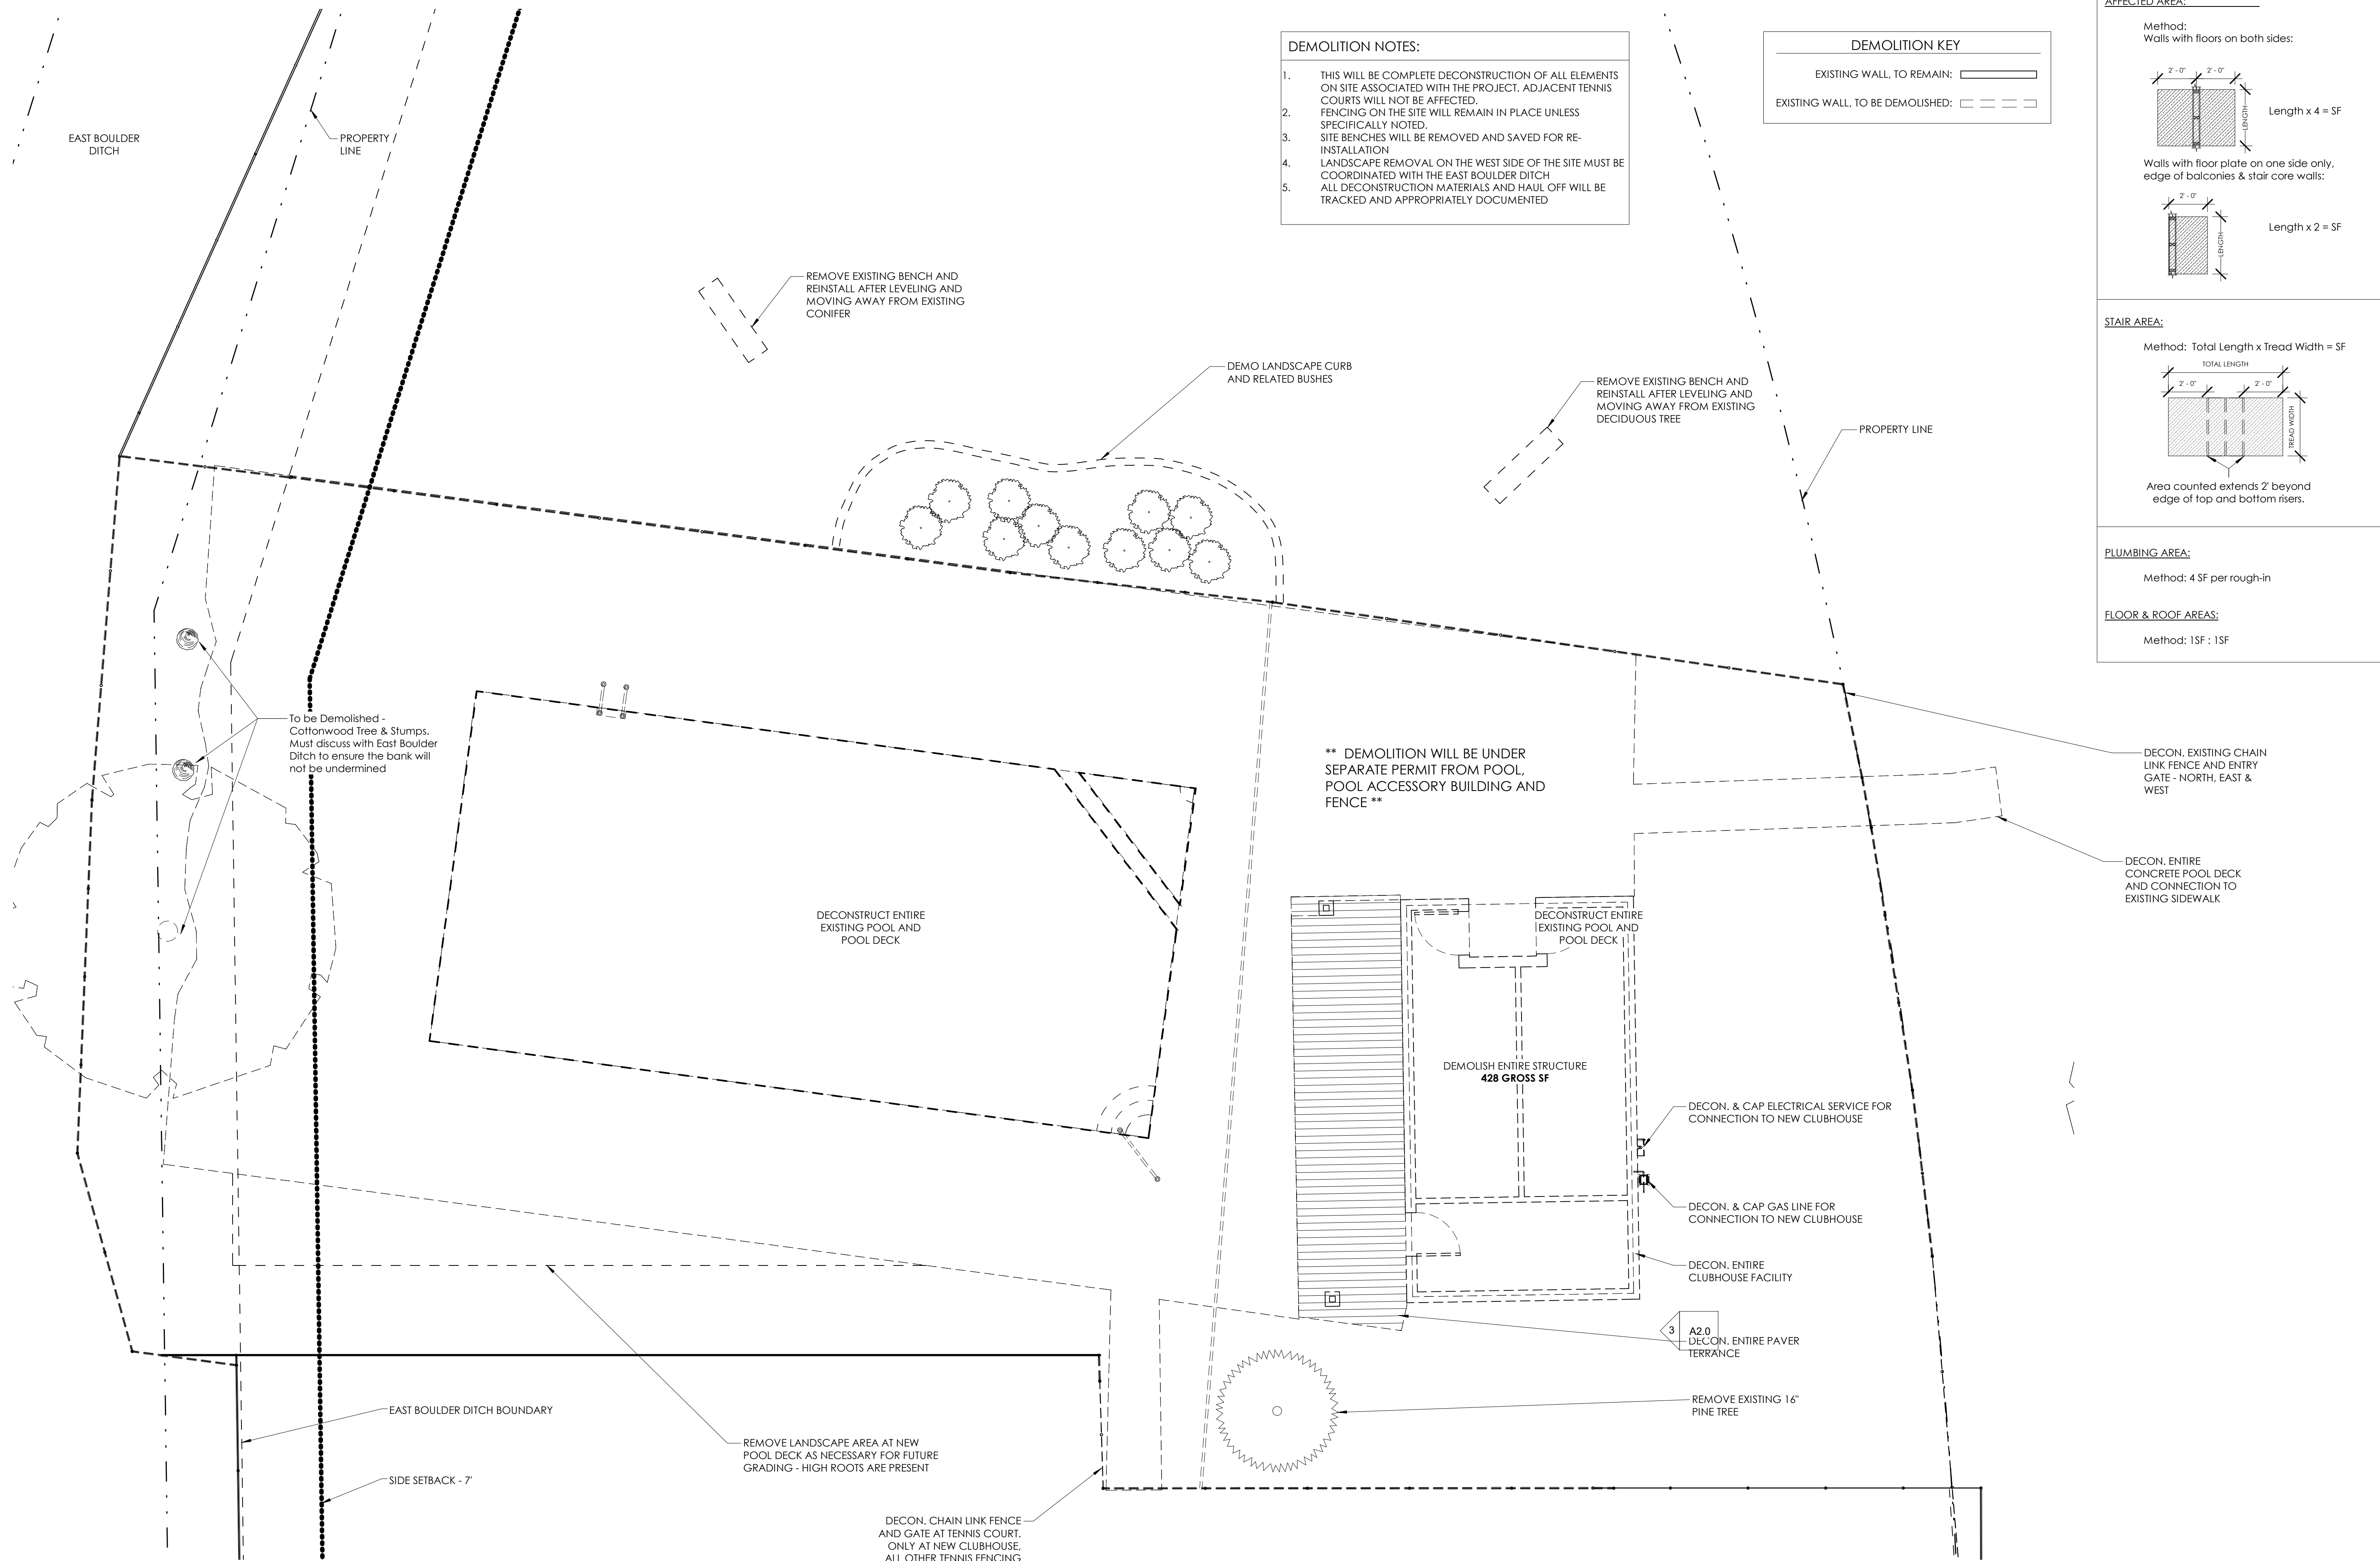 EAST BOULDER
DITCH
PROPERTY
LINE
DEMOLITION NOTES:
1. THIS WILL BE COMPLETE DECONSTRUCTION OF ALL ELEMENTS
ON SITE ASSOCIATED WITH THE PROJECT. ADJACENT TENNIS
COURTS WILL NOT BE AFFECTED.
2. FENCING ON THE SITE WILL REMAIN IN PLACE UNLESS
SPECIFICALLY NOTED.
3. SITE BENCHES WILL BE REMOVED AND SAVED FOR RE-
INSTALLATION
4. LANDSCAPE REMOVAL ON THE WEST SIDE OF THE SITE MUST BE
COORDINATED WITH THE EAST BOULDER DITCH
5. ALL DECONSTRUCTION MATERIALS AND HAUL OFF WILL BE
TRACKED AND APPROPRIATELY DOCUMENTED
DEMOLITION KEY
EXISTING WALL, TO REMAIN:
EXISTING WALL, TO BE DEMOLISHED:
AFFECTED AREA:
Method:
Walls with floors on both sides:
2' - 0" 2' - 0"
LENGTH
Length x 4 = SF
Walls with floor plate on one side only,
edge of balconies & stair core walls:
2' - 0"
LENGTH
Length x 2 = SF
STAIR AREA:
Method: Total Length x Tread Width = SF
TOTAL LENGTH
2' - 0" 2' - 0"
TREAD WIDTH
Area counted extends 2' beyond
edge of top and bottom risers.
PLUMBING AREA:
Method: 4 SF per rough-in
FLOOR & ROOF AREAS:
Method: 1SF : 1SF
REMOVE EXISTING BENCH AND
REINSTALL AFTER LEVELING AND
MOVING AWAY FROM EXISTING
CONIFER
DEMO LANDSCAPE CURB
AND RELATED BUSHES
REMOVE EXISTING BENCH AND
REINSTALL AFTER LEVELING AND
MOVING AWAY FROM EXISTING
DECIDUOUS TREE
PROPERTY LINE
To be Demolished -
Cottonwood Tree & Stumps.
Must discuss with East Boulder
Ditch to ensure the bank will
not be undermined
** DEMOLITION WILL BE UNDER
SEPARATE PERMIT FROM POOL,
POOL ACCESSORY BUILDING AND
FENCE **
DECON. EXISTING CHAIN
LINK FENCE AND ENTRY
GATE - NORTH, EAST &
WEST
DECON. ENTIRE
CONCRETE POOL DECK
AND CONNECTION TO
EXISTING SIDEWALK
DECONSTRUCT ENTIRE
EXISTING POOL AND
POOL DECK
DECONSTRUCT ENTIRE
EXISTING POOL AND
POOL DECK
DEMOLISH ENTIRE STRUCTURE
428 GROSS SF
DECON. & CAP ELECTRICAL SERVICE FOR
CONNECTION TO NEW CLUBHOUSE
DECON. & CAP GAS LINE FOR
CONNECTION TO NEW CLUBHOUSE
DECON. ENTIRE
CLUBHOUSE FACILITY
3 A2.0
DECON. ENTIRE PAVER
TERRANCE
REMOVE EXISTING 16"
PINE TREE
EAST BOULDER DITCH BOUNDARY
REMOVE LANDSCAPE AREA AT NEW
POOL DECK AS NECESSARY FOR FUTURE
GRADING - HIGH ROOTS ARE PRESENT
SIDE SETBACK - 7'
DECON. CHAIN LINK FENCE
AND GATE AT TENNIS COURT.
ONLY AT NEW CLUBHOUSE,
ALL OTHER TENNIS FENCING